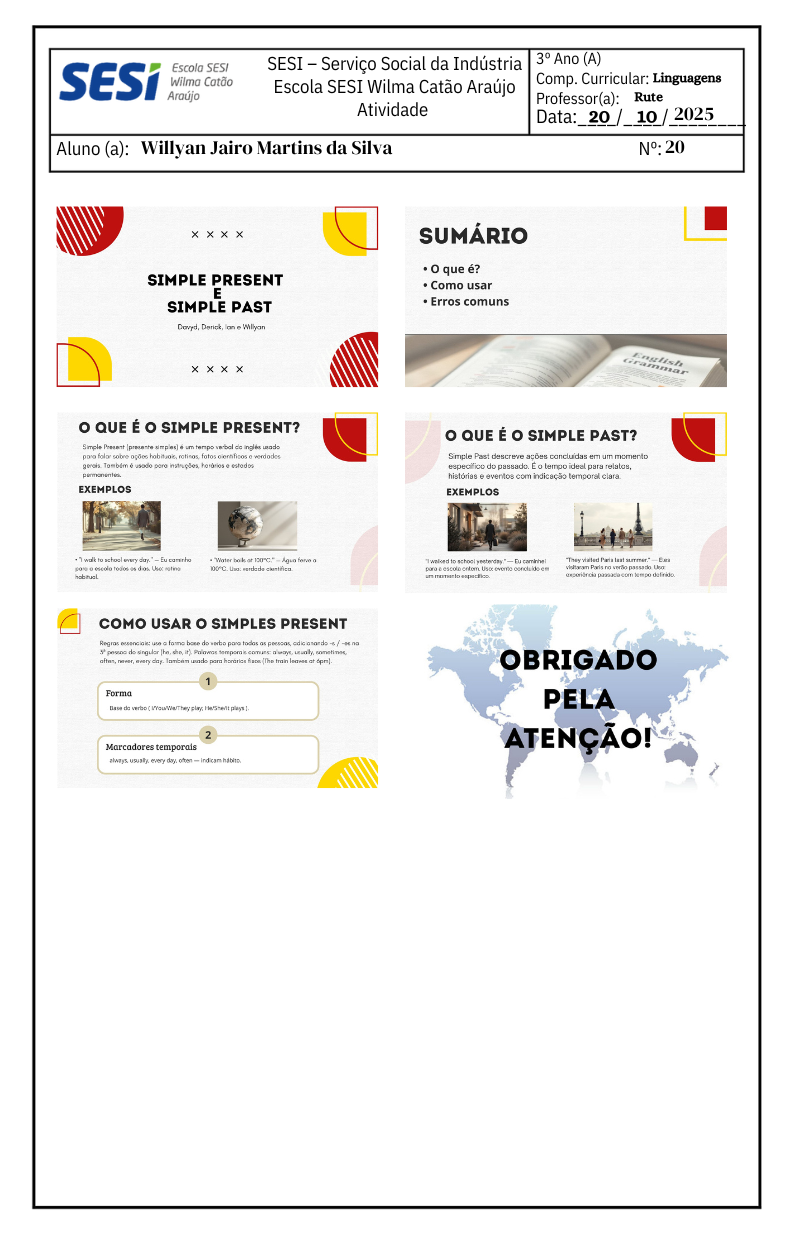 SESI
Escola SESI
Wilma Catão
Araújo
SESI – Serviço Social da Indústria
Escola SESI Wilma Catão Araújo
Atividade
3º Ano (A)
Comp. Curricular: Linguagens
Professor(a): Rute
Data:_20_/_10_/_2025___
Aluno (a): Willyan Jairo Martins da Silva
Nº: 20
× × × ×
SIMPLE PRESENT
E
SIMPLE PAST
Davyd, Derick, Ian e Willyan
× × × ×
SUMÁRIO
• O que é?
• Como usar
• Erros comuns
English
Grammar
O QUE É O SIMPLE PRESENT?
Simple Present (presente simples) é um tempo verbal do inglês usado
para falar sobre ações habituais, rotinas, fatos científicos e verdades
gerais. Também é usado para instruções, horários e estados
permanentes.
EXEMPLOS
• "I walk to school every day." — Eu caminho
para a escola todos os dias. Uso: rotina
habitual.
• "Water boils at 100°C." — Água ferve a
100°C. Uso: verdade científica.
O QUE É O SIMPLE PAST?
Simple Past descreve ações concluídas em um momento
específico do passado. É o tempo ideal para relatos,
histórias e eventos com indicação temporal clara.
EXEMPLOS
"I walked to school yesterday." — Eu caminhei
para a escola ontem. Uso: evento concluído em
um momento específico.
"They visited Paris last summer." — Eles
visitaram Paris no verão passado. Uso:
experiência passada com tempo definido.
COMO USAR O SIMPLES PRESENT
Regras essenciais: use a forma base do verbo para todas as pessoas, adicionando -s / -es na
3ª pessoa do singular (he, she, it). Palavras temporais comuns: always, usually, sometimes,
often, never, every day. Também usado para horários fixos (The train leaves at 6pm).
1
Forma
Base do verbo ( I/You/We/They play; He/She/It plays ).
2
Marcadores temporais
always, usually, every day, often — indicam hábito.
OBRIGADO
PELA
ATENÇÃO!